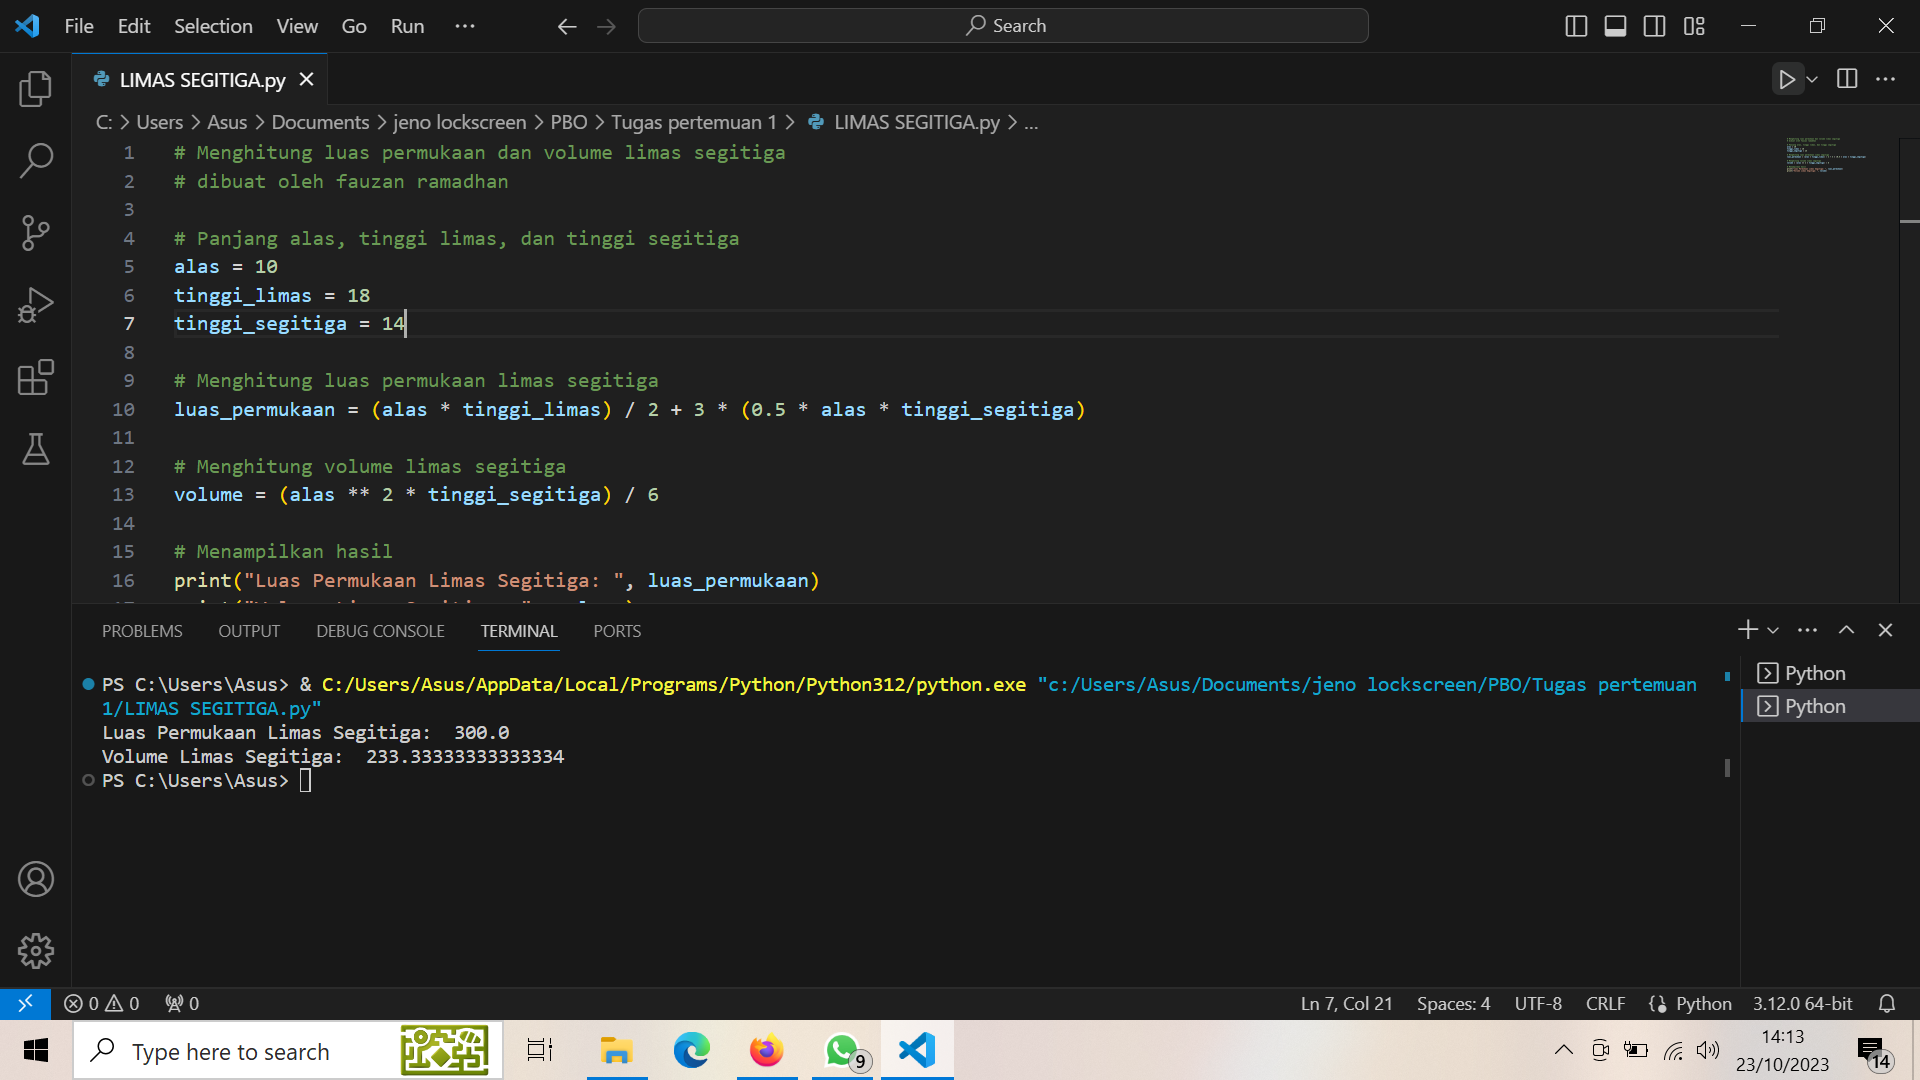 File Edit Selection View Go Run ···
Search
LIMAS SEGITIGA.py
C: > Users > Asus > Documents > jeno lockscreen > PBO > Tugas pertemuan 1 > LIMAS SEGITIGA.py > ...
1 # Menghitung luas permukaan dan volume limas segitiga
2 # dibuat oleh fauzan ramadhan
3
4 # Panjang alas, tinggi limas, dan tinggi segitiga
5 alas = 10
6 tinggi_limas = 18
7 tinggi_segitiga = 14
8
9 # Menghitung luas permukaan limas segitiga
10 luas_permukaan = (alas * tinggi_limas) / 2 + 3 * (0.5 * alas * tinggi_segitiga)
11
12 # Menghitung volume limas segitiga
13 volume = (alas ** 2 * tinggi_segitiga) / 6
14
15 # Menampilkan hasil
16 print("Luas Permukaan Limas Segitiga: ", luas_permukaan)
PROBLEMS OUTPUT DEBUG CONSOLE TERMINAL PORTS
PS C:\Users\Asus> & C:/Users/Asus/AppData/Local/Programs/Python/Python312/python.exe "c:/Users/Asus/Documents/jeno lockscreen/PBO/Tugas pertemuan
1/LIMAS SEGITIGA.py"
Luas Permukaan Limas Segitiga:  300.0
Volume Limas Segitiga:  233.33333333333334
PS C:\Users\Asus>
Python
Python
0 0 0
Ln 7, Col 21 Spaces: 4 UTF-8 CRLF Python 3.12.0 64-bit
Type here to search
9
14:13
23/10/2023
14